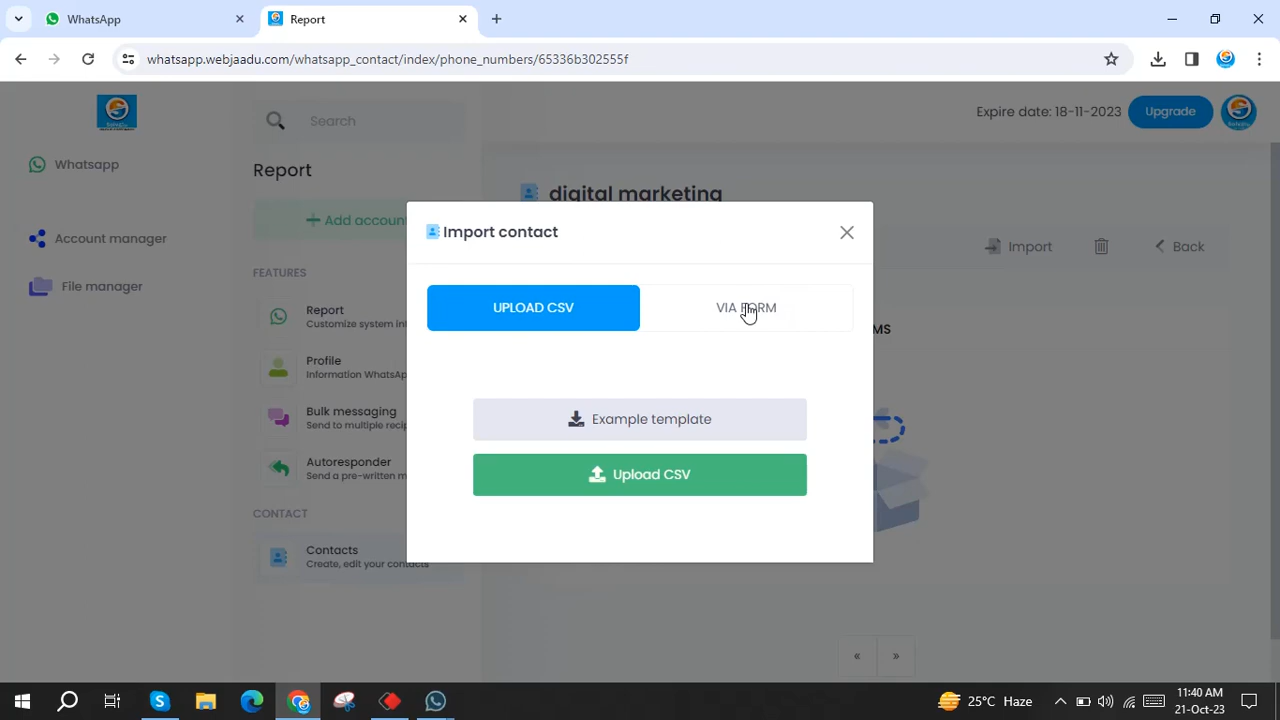 WhatsApp
Report
whatsapp.webjaadu.com/whatsapp_contact/index/phone_numbers/65336b302555f
Search
Expire date: 18-11-2023
Upgrade
Whatsapp
Report
digital marketing
Add account
Import contact
Import
Back
Account manager
File manager
FEATURES
UPLOAD CSV
VIA FORM
Report
Customize system in
MS
Profile
Information WhatsApp
Bulk messaging
Send to multiple recip
Example template
Autoresponder
Send a pre-written m
Upload CSV
CONTACT
Contacts
Create, edit your contacts
«
»
25°C Haze
11:40 AM
21-Oct-23